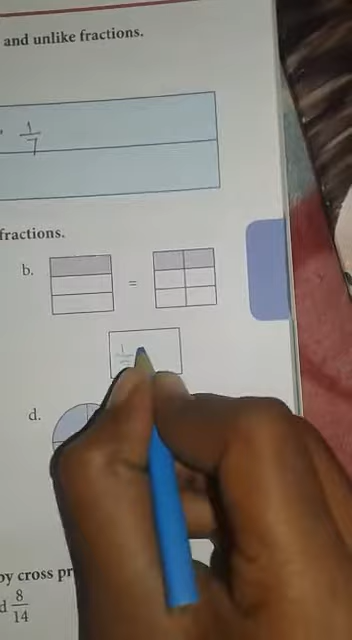 and unlike fractions.
1/7
fractions.
b.
=
d.
by cross pr
d 8/14